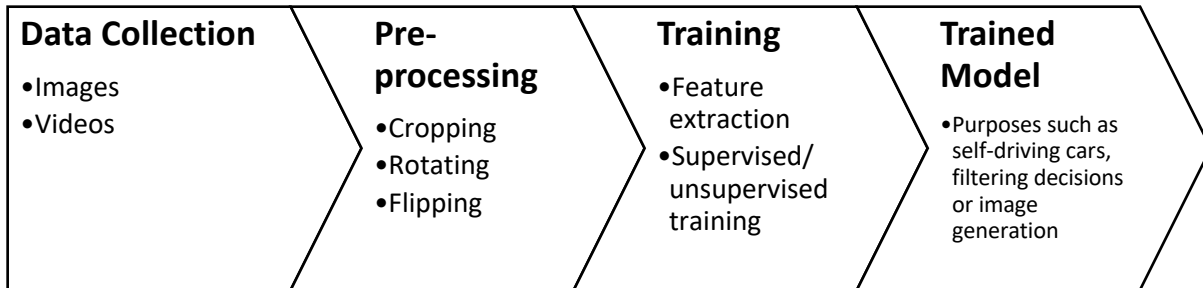 Data Collection
•Images
•Videos
Pre-
processing
•Cropping
•Rotating
•Flipping
Training
•Feature
extraction
•Supervised/
unsupervised
training
Trained
Model
•Purposes such as
self-driving cars,
filtering decisions
or image
generation